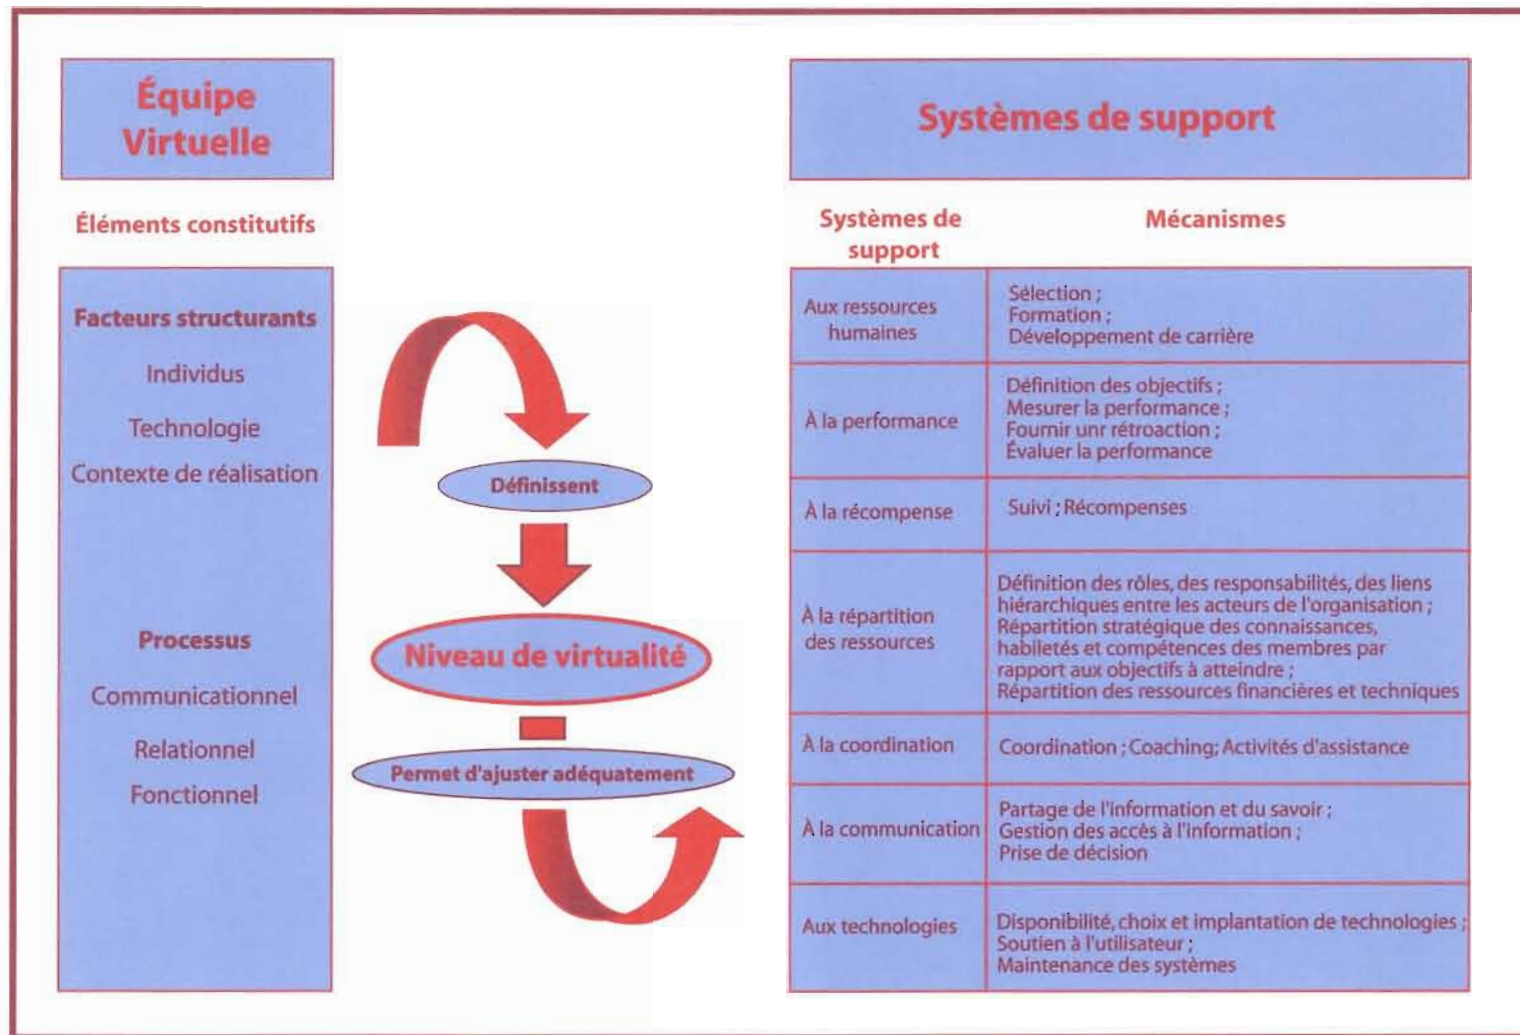 Équipe
Virtuelle
Éléments constitutifs
Facteurs structurants
Individus
Technologie
Contexte de réalisation
Processus
Communicationnel
Relationnel
Fonctionnel
Définissent
Niveau de virtualité
Permet d'ajuster adéquatement
Systèmes de support
Systèmes de
support
Mécanismes
Aux ressources
humaines
Sélection ;
Formation ;
Développement de carrière
À la performance
Définition des objectifs ;
Mesurer la performance ;
Fournir unr rétroaction ;
Évaluer la performance
À la récompense
Suivi ; Récompenses
À la répartition
des ressources
Définition des rôles, des responsabilités, des liens
hiérarchiques entre les acteurs de l'organisation ;
Répartition stratégique des connaissances,
habiletés et compétences des membres par
rapport aux objectifs à atteindre ;
Répartition des ressources financières et techniques
À la coordination
Coordination ; Coaching; Activités d'assistance
À la communication
Partage de l'information et du savoir ;
Gestion des accès à l'information ;
Prise de décision
Aux technologies
Disponibilité, choix et implantation de technologies ;
Soutien à l'utilisateur ;
Maintenance des systèmes